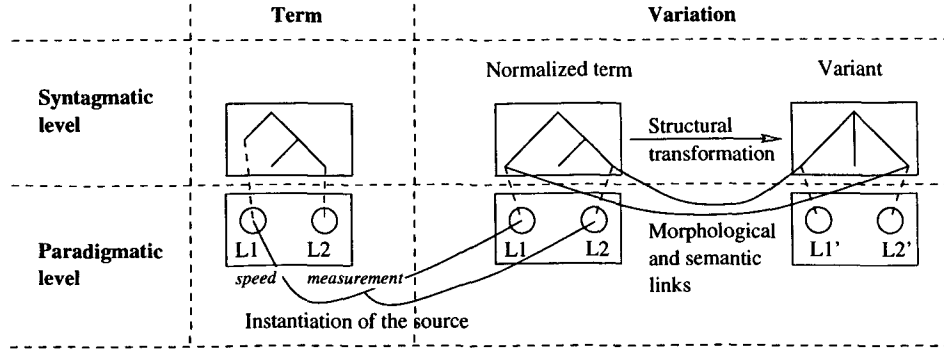 Term
Variation
Normalized term
Variant
Syntagmatic
level
Structural
transformation
Paradigmatic
level
L1
L2
L1
L2
L1'
L2'
Morphological
and semantic
links
speed
measurement
Instantiation of the source